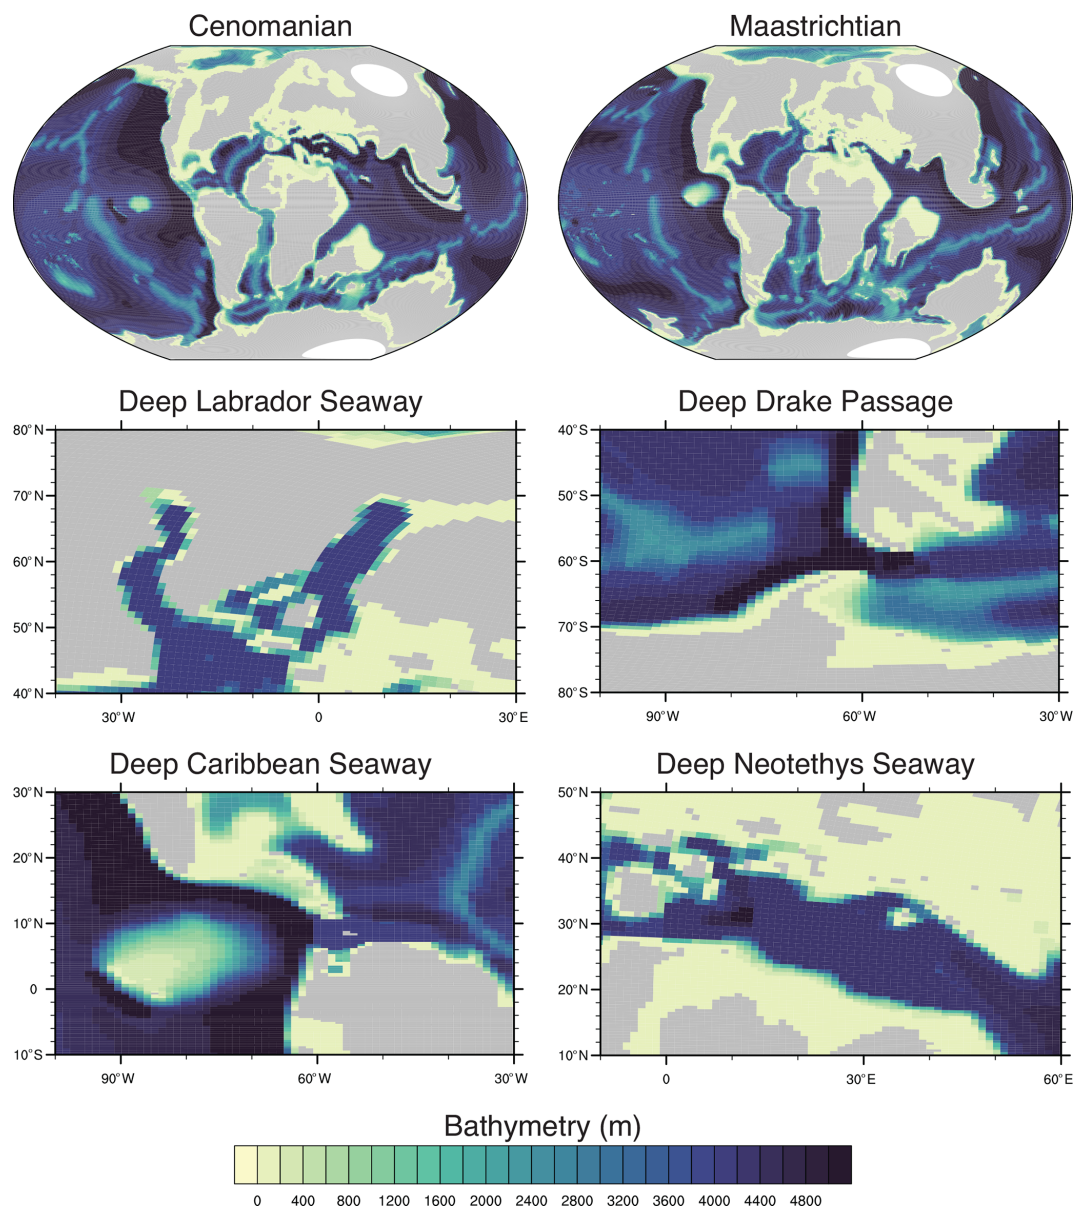 Cenomanian
Maastrichtian
Deep Labrador Seaway
80°N
70°N
60°N
50°N
40°N
30°W
0
30°E
Deep Drake Passage
40°S
50°S
60°S
70°S
80°S
90°W
60°W
30°W
Deep Caribbean Seaway
30°N
20°N
10°N
0
10°S
90°W
60°W
30°W
Deep Neotethys Seaway
50°N
40°N
30°N
20°N
10°N
0
30°E
60°E
Bathymetry (m)
0 400 800 1200 1600 2000 2400 2800 3200 3600 4000 4400 4800